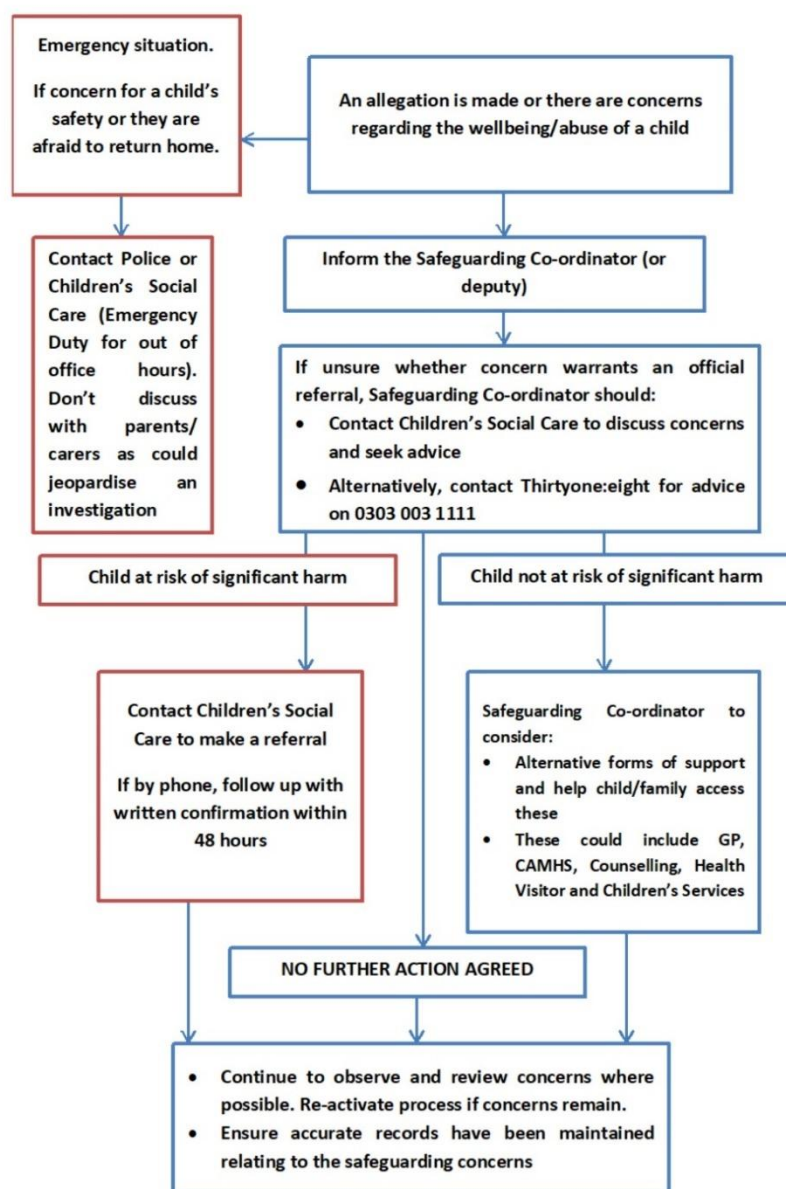 Emergency situation.
If concern for a child's
safety or they are
afraid to return home.
An allegation is made or there are concerns
regarding the wellbeing/abuse of a child
Contact Police or
Children's Social
Care (Emergency
Duty for out of
office hours).
Don't discuss
with parents/
carers as could
jeopardise an
investigation
Inform the Safeguarding Co-ordinator (or
deputy)
If unsure whether concern warrants an official
referral, Safeguarding Co-ordinator should:
• Contact Children's Social Care to discuss concerns
and seek advice
• Alternatively, contact Thirtyone:eight for advice
on 0303 003 1111
Child at risk of significant harm
Child not at risk of significant harm
Contact Children's Social
Care to make a referral
If by phone, follow up with
written confirmation within
48 hours
Safeguarding Co-ordinator to
consider:
• Alternative forms of support
and help child/family access
these
• These could include GP,
CAMHS, Counselling, Health
Visitor and Children's Services
NO FURTHER ACTION AGREED
• Continue to observe and review concerns where
possible. Re-activate process if concerns remain.
• Ensure accurate records have been maintained
relating to the safeguarding concerns